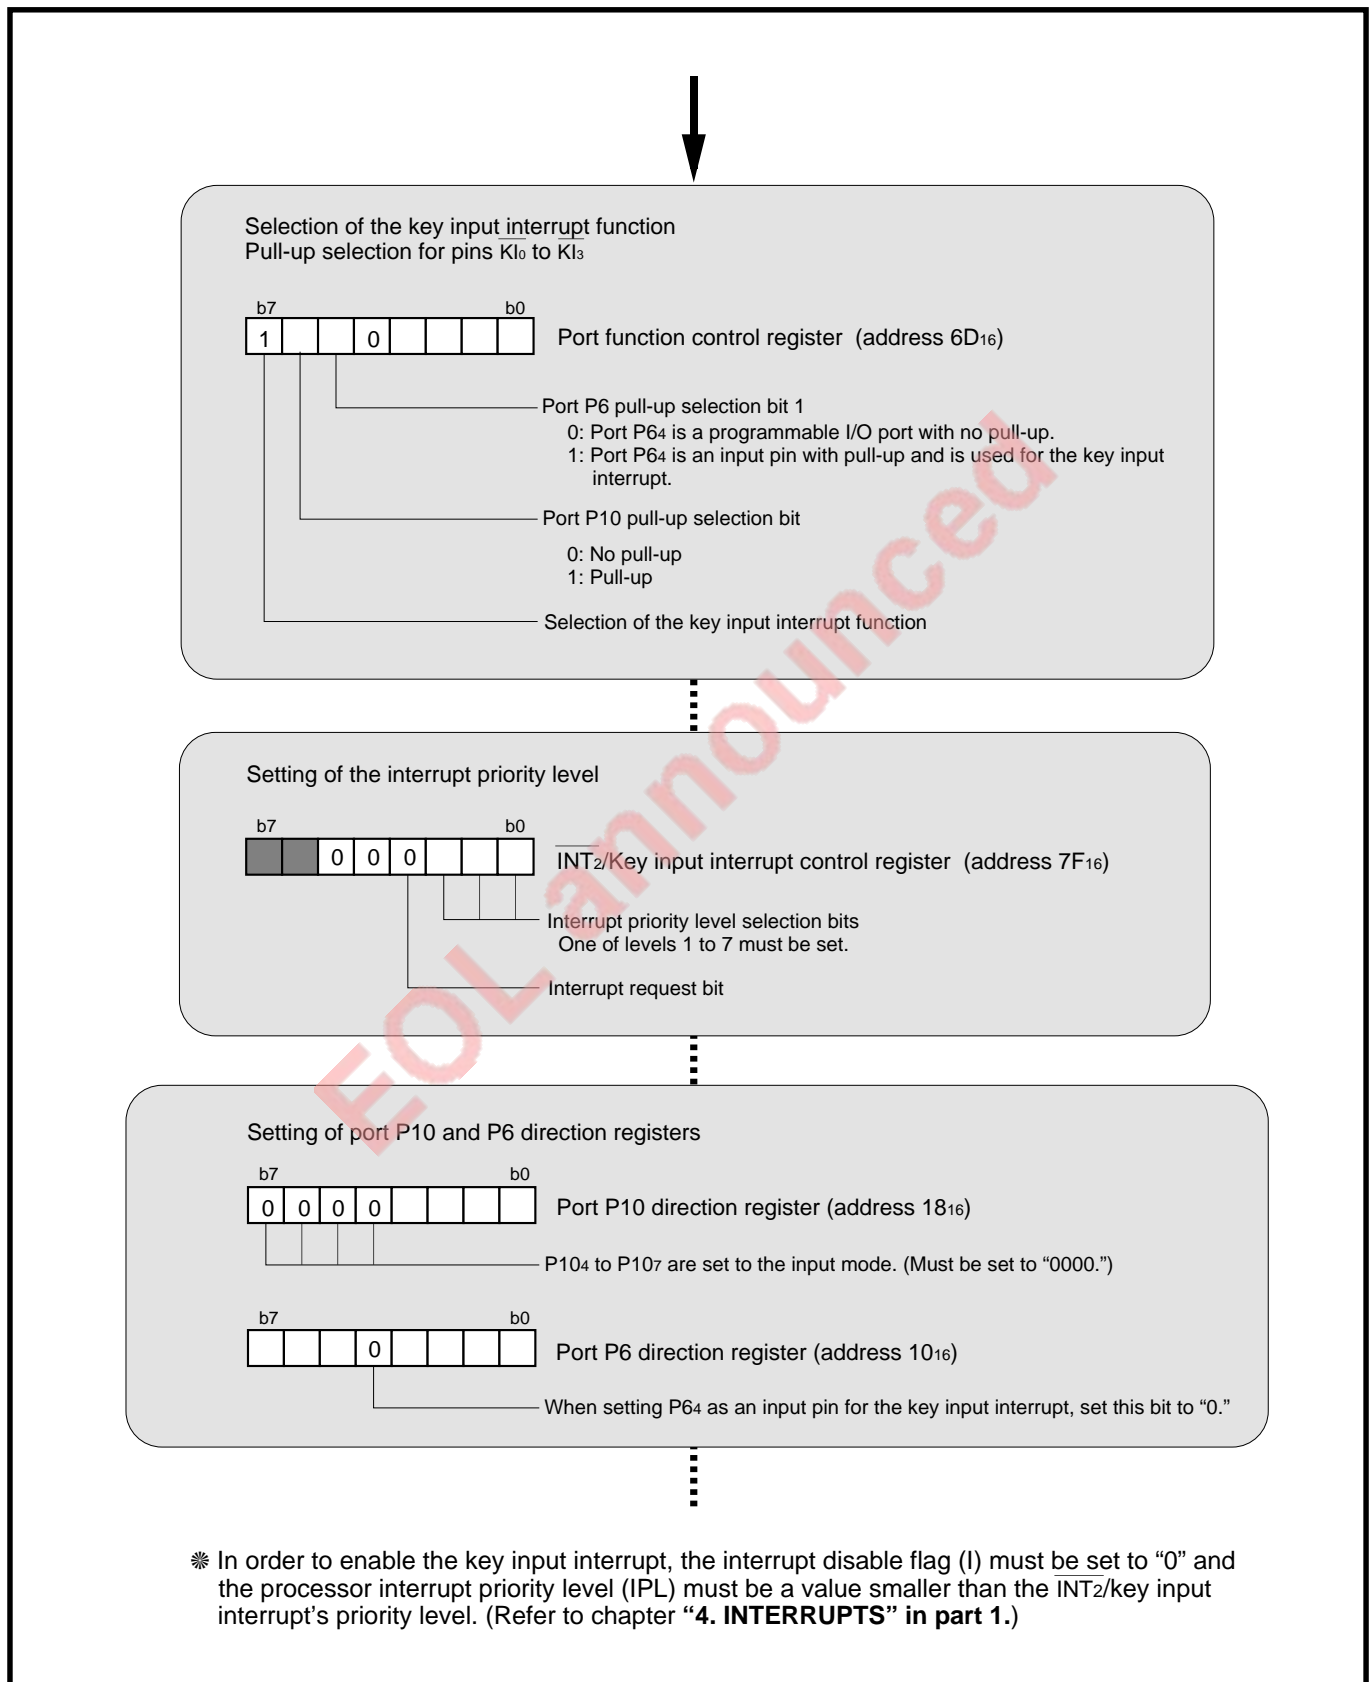 Selection of the key input interrupt function
Pull-up selection for pins KI0 to KI3
b7 b0
1 0 Port function control register (address 6D16)
Port P6 pull-up selection bit 1
0: Port P64 is a programmable I/O port with no pull-up.
1: Port P64 is an input pin with pull-up and is used for the key input
interrupt.
Port P10 pull-up selection bit
0: No pull-up
1: Pull-up
Selection of the key input interrupt function
Setting of the interrupt priority level
b7 b0
0 0 0 INT2/Key input interrupt control register (address 7F16)
Interrupt priority level selection bits
One of levels 1 to 7 must be set.
Interrupt request bit
Setting of port P10 and P6 direction registers
b7 b0
0 0 0 0 Port P10 direction register (address 1816)
P104 to P107 are set to the input mode. (Must be set to “0000.”)
b7 b0
0 Port P6 direction register (address 1016)
When setting P64 as an input pin for the key input interrupt, set this bit to “0.”
❋ In order to enable the key input interrupt, the interrupt disable flag (I) must be set to “0” and
the processor interrupt priority level (IPL) must be a value smaller than the INT2/key input
interrupt's priority level. (Refer to chapter “4. INTERRUPTS” in part 1.)
EOL announced